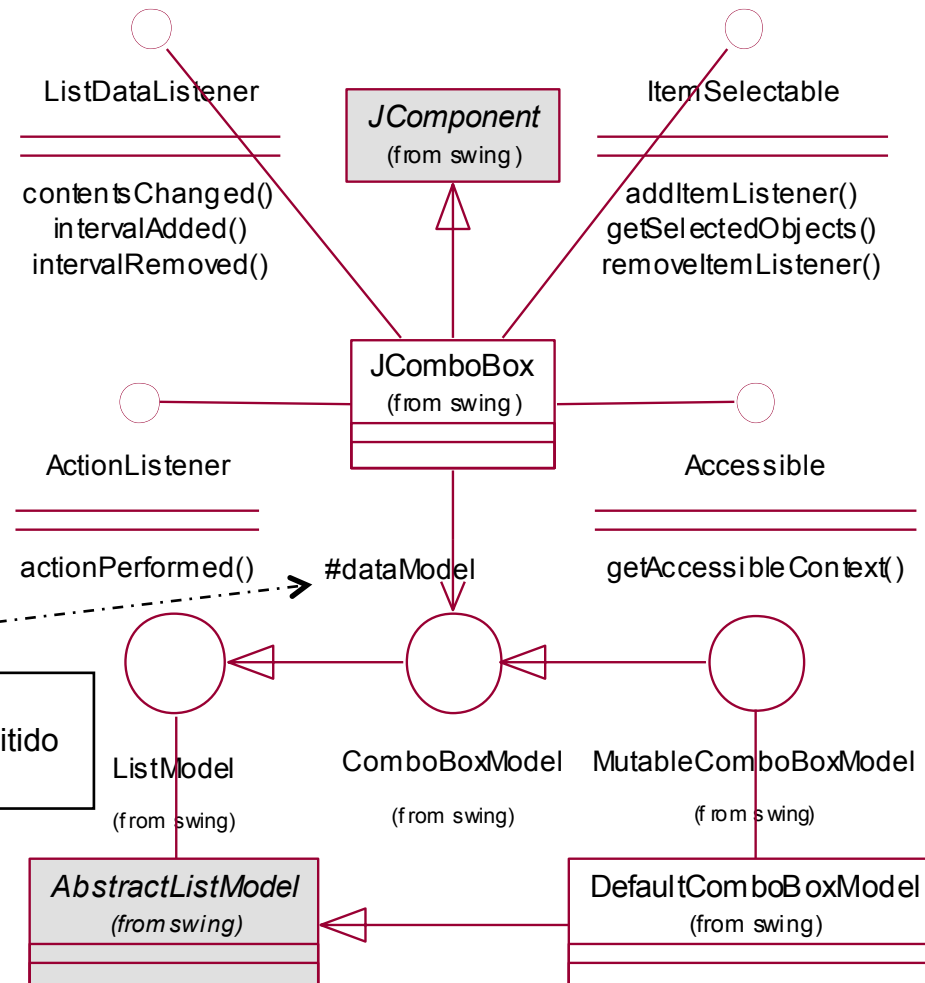 ListDataListener
contentsChanged()
intervalAdded()
intervalRemoved()
JComponent
(from swing)
ItemSelectable
addItemListener()
getSelectedObjects()
removeItemListener()
JComboBox
(from swing)
ActionListener
actionPerformed()
Accessible
getAccessibleContext()
#dataModel
itido
ListModel
(from swing)
ComboBoxModel
(from swing)
MutableComboBoxModel
(from swing)
AbstractListModel
(from swing)
DefaultComboBoxModel
(from swing)